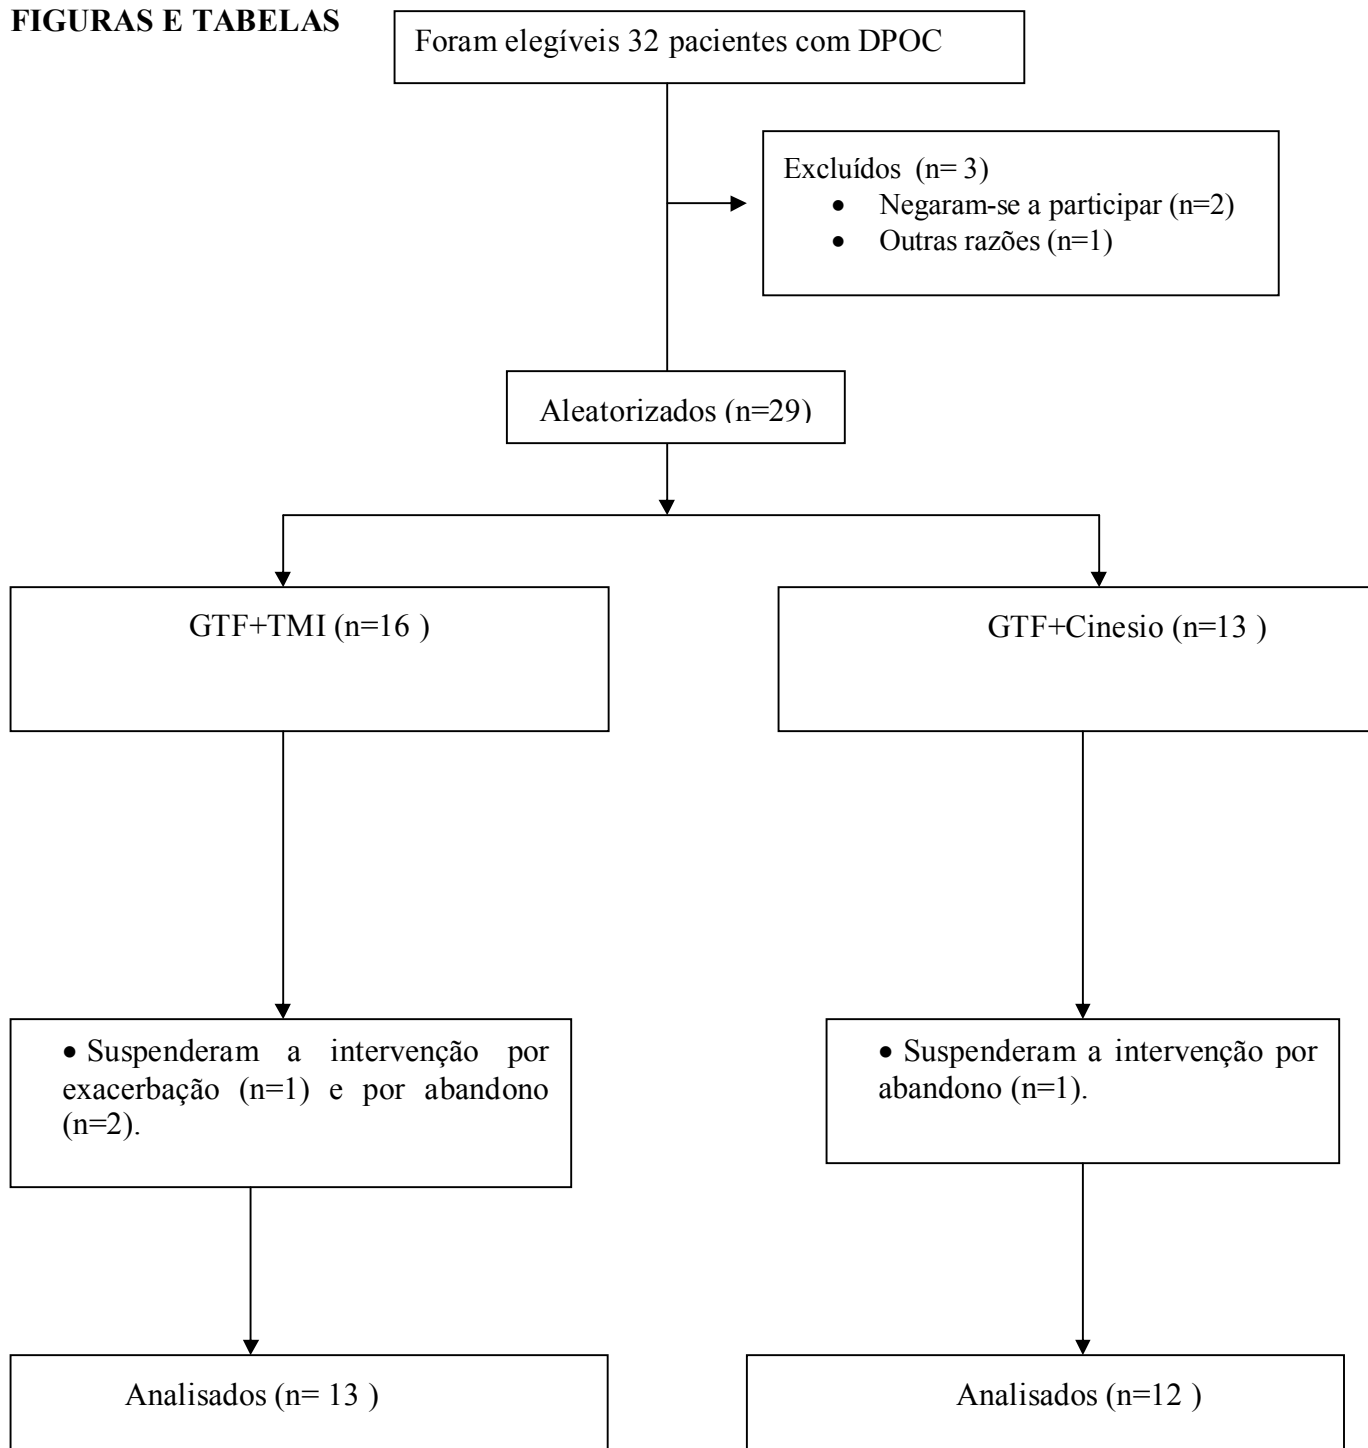 FIGURAS E TABELAS
Foram elegíveis 32 pacientes com DPOC
Excluídos (n= 3)
• Negaram-se a participar (n=2)
• Outras razões (n=1)
Aleatorizados (n=29)
GTF+TMI (n=16 )
GTF+Cinesio (n=13 )
• Suspenderam a intervenção por
exacerbação (n=1) e por abandono
(n=2).
• Suspenderam a intervenção por
abandono (n=1).
Analisados (n= 13 )
Analisados (n=12 )